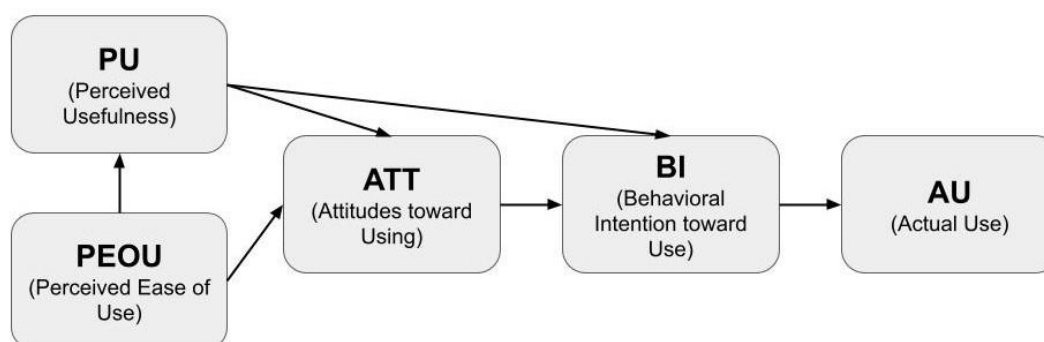 PU
(Perceived
Usefulness)
PEOU
(Perceived Ease of
Use)
ATT
(Attitudes toward
Using)
BI
(Behavioral
Intention toward
Use)
AU
(Actual Use)